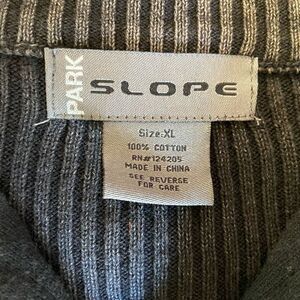 PARK
SLOPE
Size:XL
100% COTTON
RN#124205
MADE IN CHINA
SEE REVERSE
FOR CARE